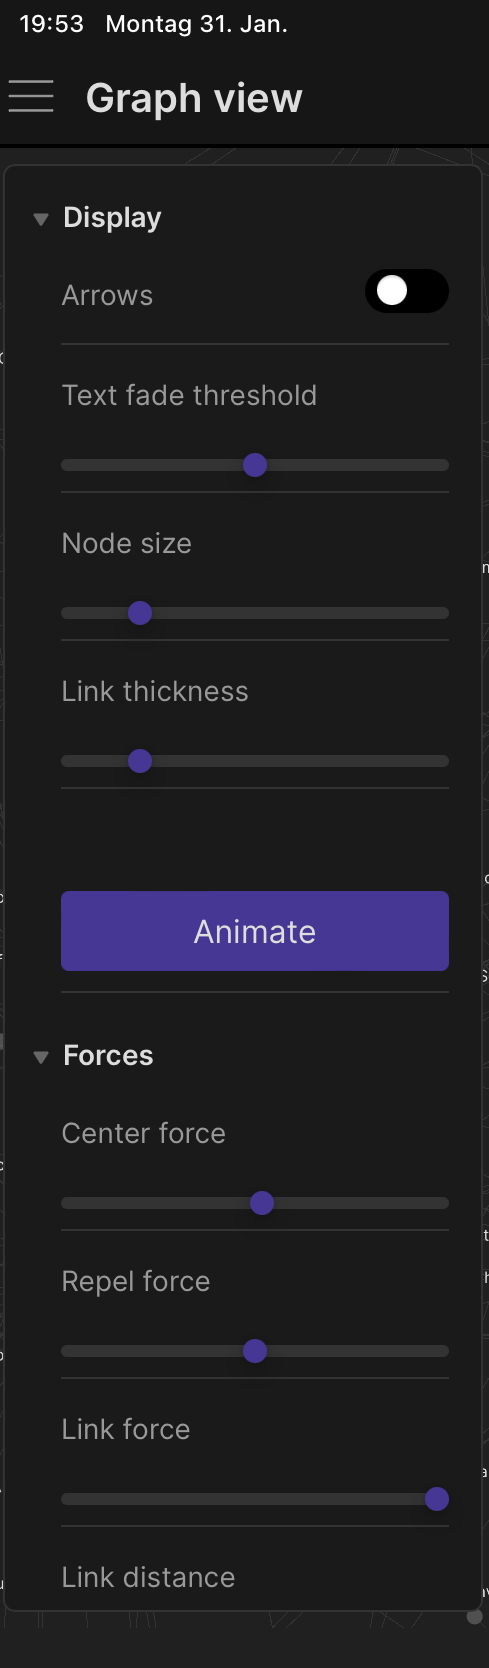 19:53 Montag 31. Jan.
Graph view
Display
Arrows
Text fade threshold
Node size
Link thickness
Animate
Forces
Center force
Repel force
Link force
Link distance